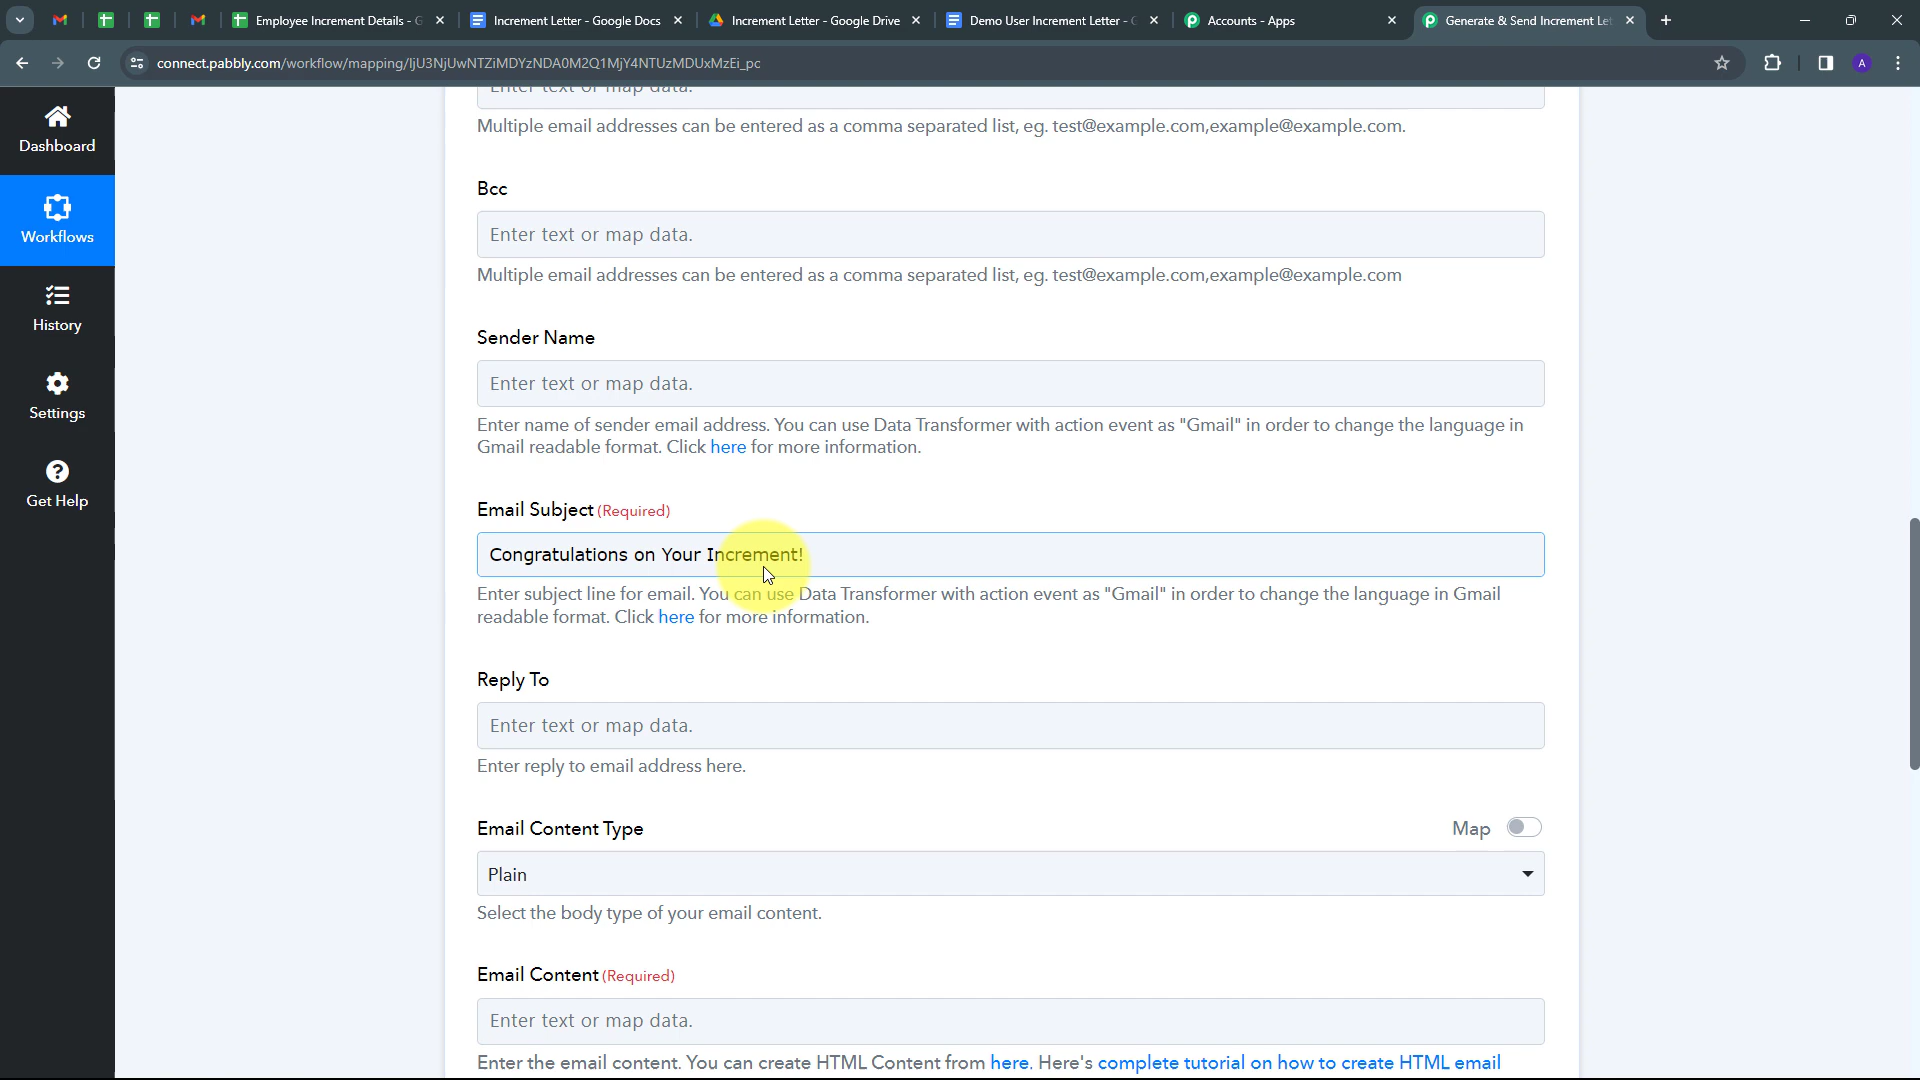 Employee Increment Details - G
Increment Letter - Google Docs
Increment Letter - Google Drive
Demo User Increment Letter - G
Accounts - Apps
Generate & Send Increment Let
connect.pabbly.com/workflow/mapping/IjU3NjUwNTZiMDYzNDA0M2Q1MjY4NTUzMDUxMzEi_pc
A
Dashboard
Workflows
History
Settings
Get Help
Enter text or map data.
Multiple email addresses can be entered as a comma separated list, eg. test@example.com,example@example.com.
Bcc
Enter text or map data.
Multiple email addresses can be entered as a comma separated list, eg. test@example.com,example@example.com
Sender Name
Enter text or map data.
Enter name of sender email address. You can use Data Transformer with action event as "Gmail" in order to change the language in
Gmail readable format. Click here for more information.
Email Subject (Required)
Congratulations on Your Increment!
Enter subject line for email. You can use Data Transformer with action event as "Gmail" in order to change the language in Gmail
readable format. Click here for more information.
Reply To
Enter text or map data.
Enter reply to email address here.
Email Content Type
Map
Plain
Select the body type of your email content.
Email Content (Required)
Enter text or map data.
Enter the email content. You can create HTML Content from here. Here's complete tutorial on how to create HTML email